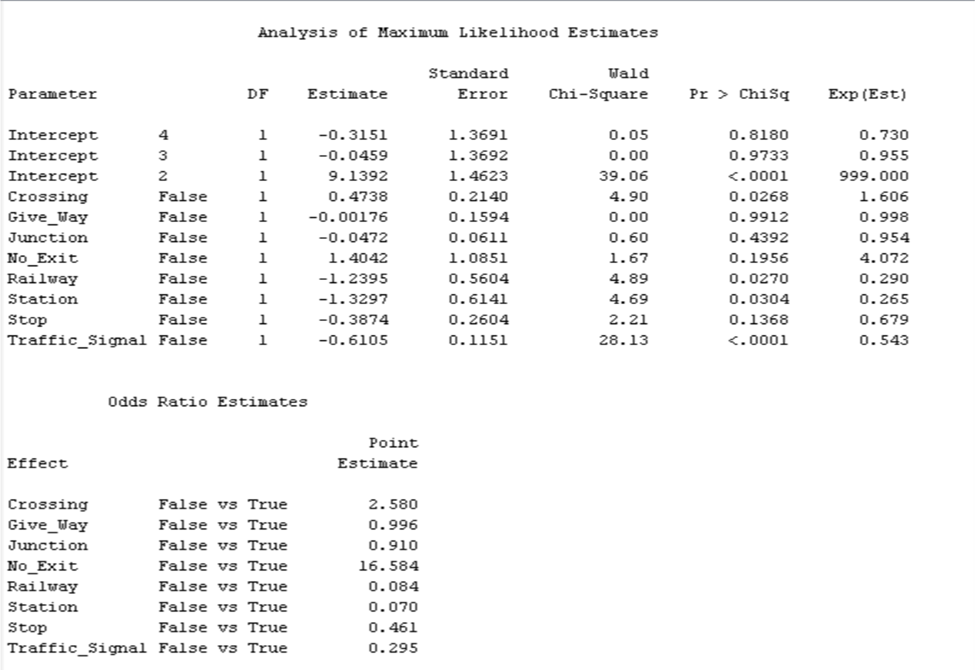 Analysis of Maximum Likelihood Estimates
Standard Wald
Parameter DF Estimate Error Chi-Square Pr > ChiSq Exp(Est)
Intercept 4 1 -0.3151 1.3691 0.05 0.8180 0.730
Intercept 3 1 -0.0459 1.3692 0.00 0.9733 0.955
Intercept 2 1 9.1392 1.4623 39.06 <.0001 999.000
Crossing False 1 0.4738 0.2140 4.90 0.0268 1.606
Give_Way False 1 -0.00176 0.1594 0.00 0.9912 0.998
Junction False 1 -0.0472 0.0611 0.60 0.4392 0.954
No_Exit False 1 1.4042 1.0851 1.67 0.1956 4.072
Railway False 1 -1.2395 0.5604 4.89 0.0270 0.290
Station False 1 -1.3297 0.6141 4.69 0.0304 0.265
Stop False 1 -0.3874 0.2604 2.21 0.1368 0.679
Traffic_Signal False 1 -0.6105 0.1151 28.13 <.0001 0.543
Odds Ratio Estimates
Point
Effect Estimate
Crossing False vs True 2.580
Give_Way False vs True 0.996
Junction False vs True 0.910
No_Exit False vs True 16.584
Railway False vs True 0.084
Station False vs True 0.070
Stop False vs True 0.461
Traffic_Signal False vs True 0.295